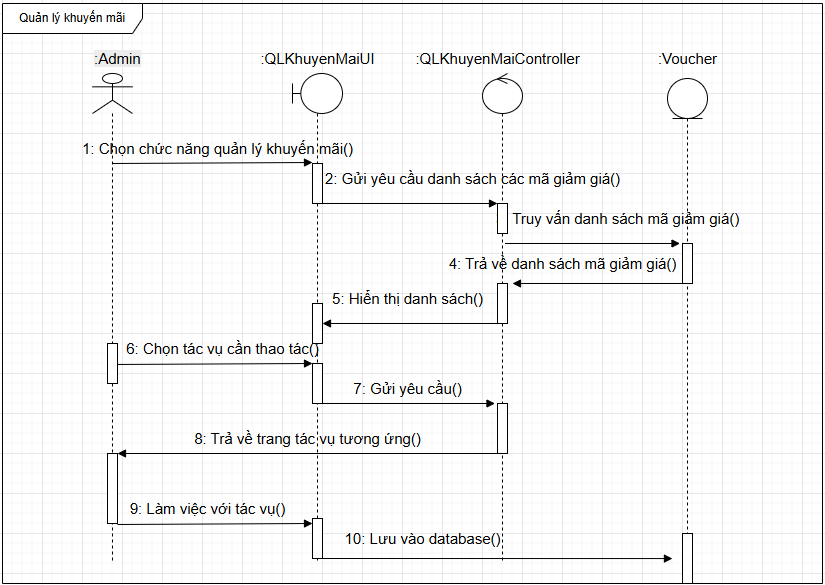 Quản lý khuyến mãi
:Admin
:QLKhuyenMaiUI
:QLKhuyenMaiController
:Voucher
1: Chọn chức năng quản lý khuyến mãi()
2: Gửi yêu cầu danh sách các mã giảm giá()
Truy vấn danh sách mã giảm giá()
4: Trả về danh sách mã giảm giá()
5: Hiển thị danh sách()
6: Chọn tác vụ cần thao tác()
7: Gửi yêu cầu()
8: Trả về trang tác vụ tương ứng()
9: Làm việc với tác vụ()
10: Lưu vào database()